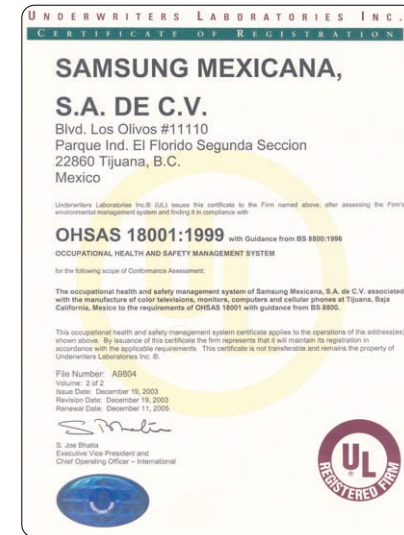 UNDERWRITERS LABORATORIES INC.
CERTIFICATE OF REGISTRATION
SAMSUNG MEXICANA,
S.A. DE C.V.
Blvd. Los Olivos #11110
Parque Ind. El Florido Segunda Seccion
22860 Tijuana, B.C.
Mexico
Underwriters Laboratories Inc.® (UL) issues this certificate to the Firm named above, after assessing the Firm's
environmental management system and finding it in compliance with
OHSAS 18001:1999 with Guidance from BS 8800:1996
OCCUPATIONAL HEALTH AND SAFETY MANAGEMENT SYSTEM
for the following scope of Conformance Assessment:
The occupational health and safety management system of Samsung Mexicana, S.A. de C.V. associated
with the manufacture of color televisions, monitors, computers and cellular phones at Tijuana, Baja
California, Mexico to the requirements of OHSAS 18001 with guidance from BS 8800.
This occupational health and safety management system certificate applies to the operations of the address(es)
shown above. By issuance of this certificate the firm represents that it will maintain its registration in
accordance with the applicable requirements. This certificate is not transferable and remains the property of
Underwriters Laboratories Inc. ®.
File Number: A9804
Volume: 2 of 2
Issue Date: December 19, 2003
Revision Date: December 19, 2003
Renewal Date: December 11, 2005
S. Joe Bhatia
Executive Vice President and
Chief Operating Officer – International
UL
®
REGISTERED FIRM